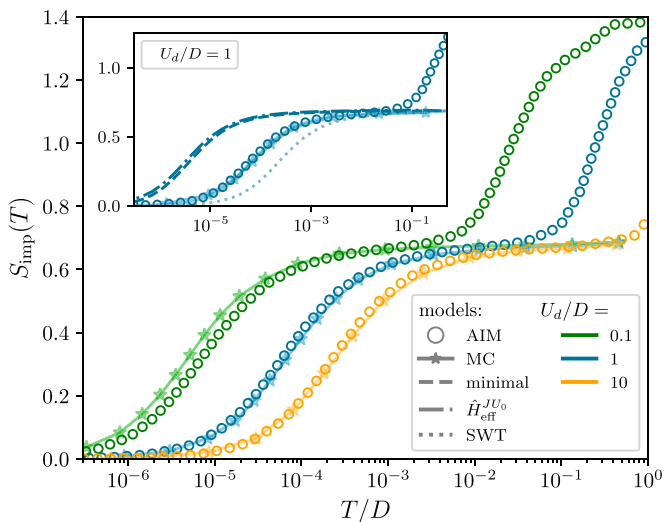 1.4
1.2
1.0
0.8
0.6
0.4
0.2
0.0
S_imp(T)
1.0
0.5
0.0
U_d/D = 1
10^−5
10^−3
10^−1
models:
AIM
MC
minimal
Ĥ_eff^{JU_0}
SWT
U_d/D =
0.1
1
10
10^−6
10^−5
10^−4
10^−3
10^−2
10^−1
10^0
T/D